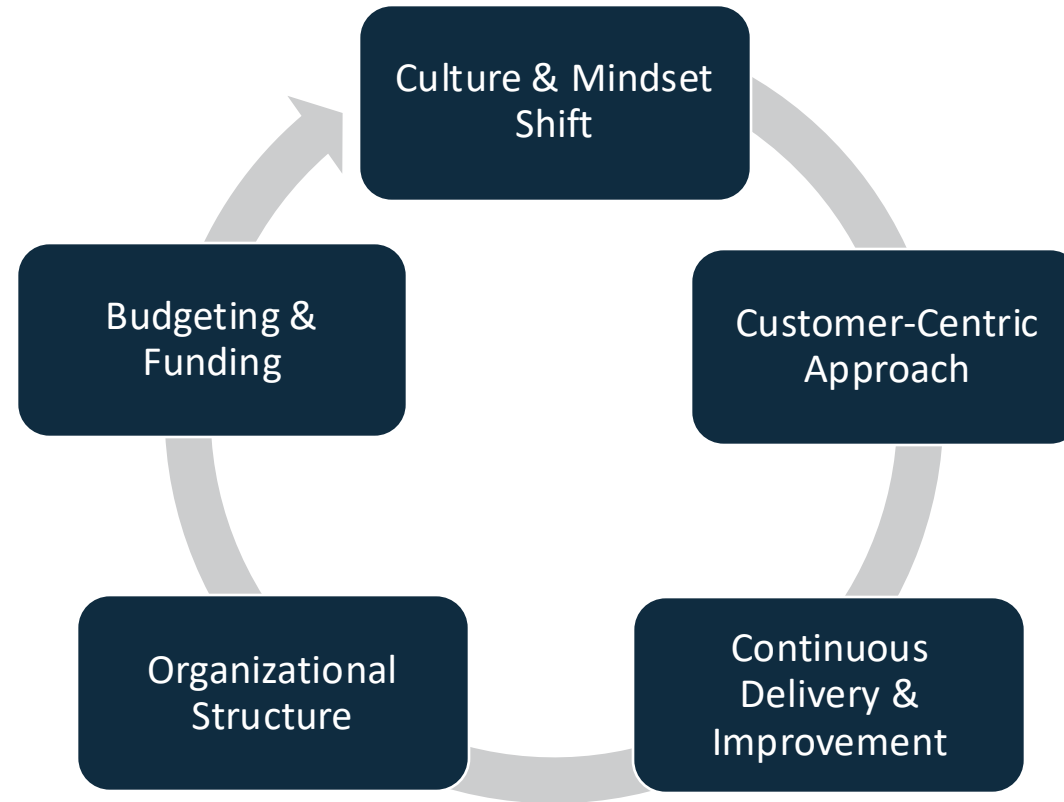 Culture & Mindset
Shift
Customer-Centric
Approach
Continuous
Delivery &
Improvement
Organizational
Structure
Budgeting &
Funding